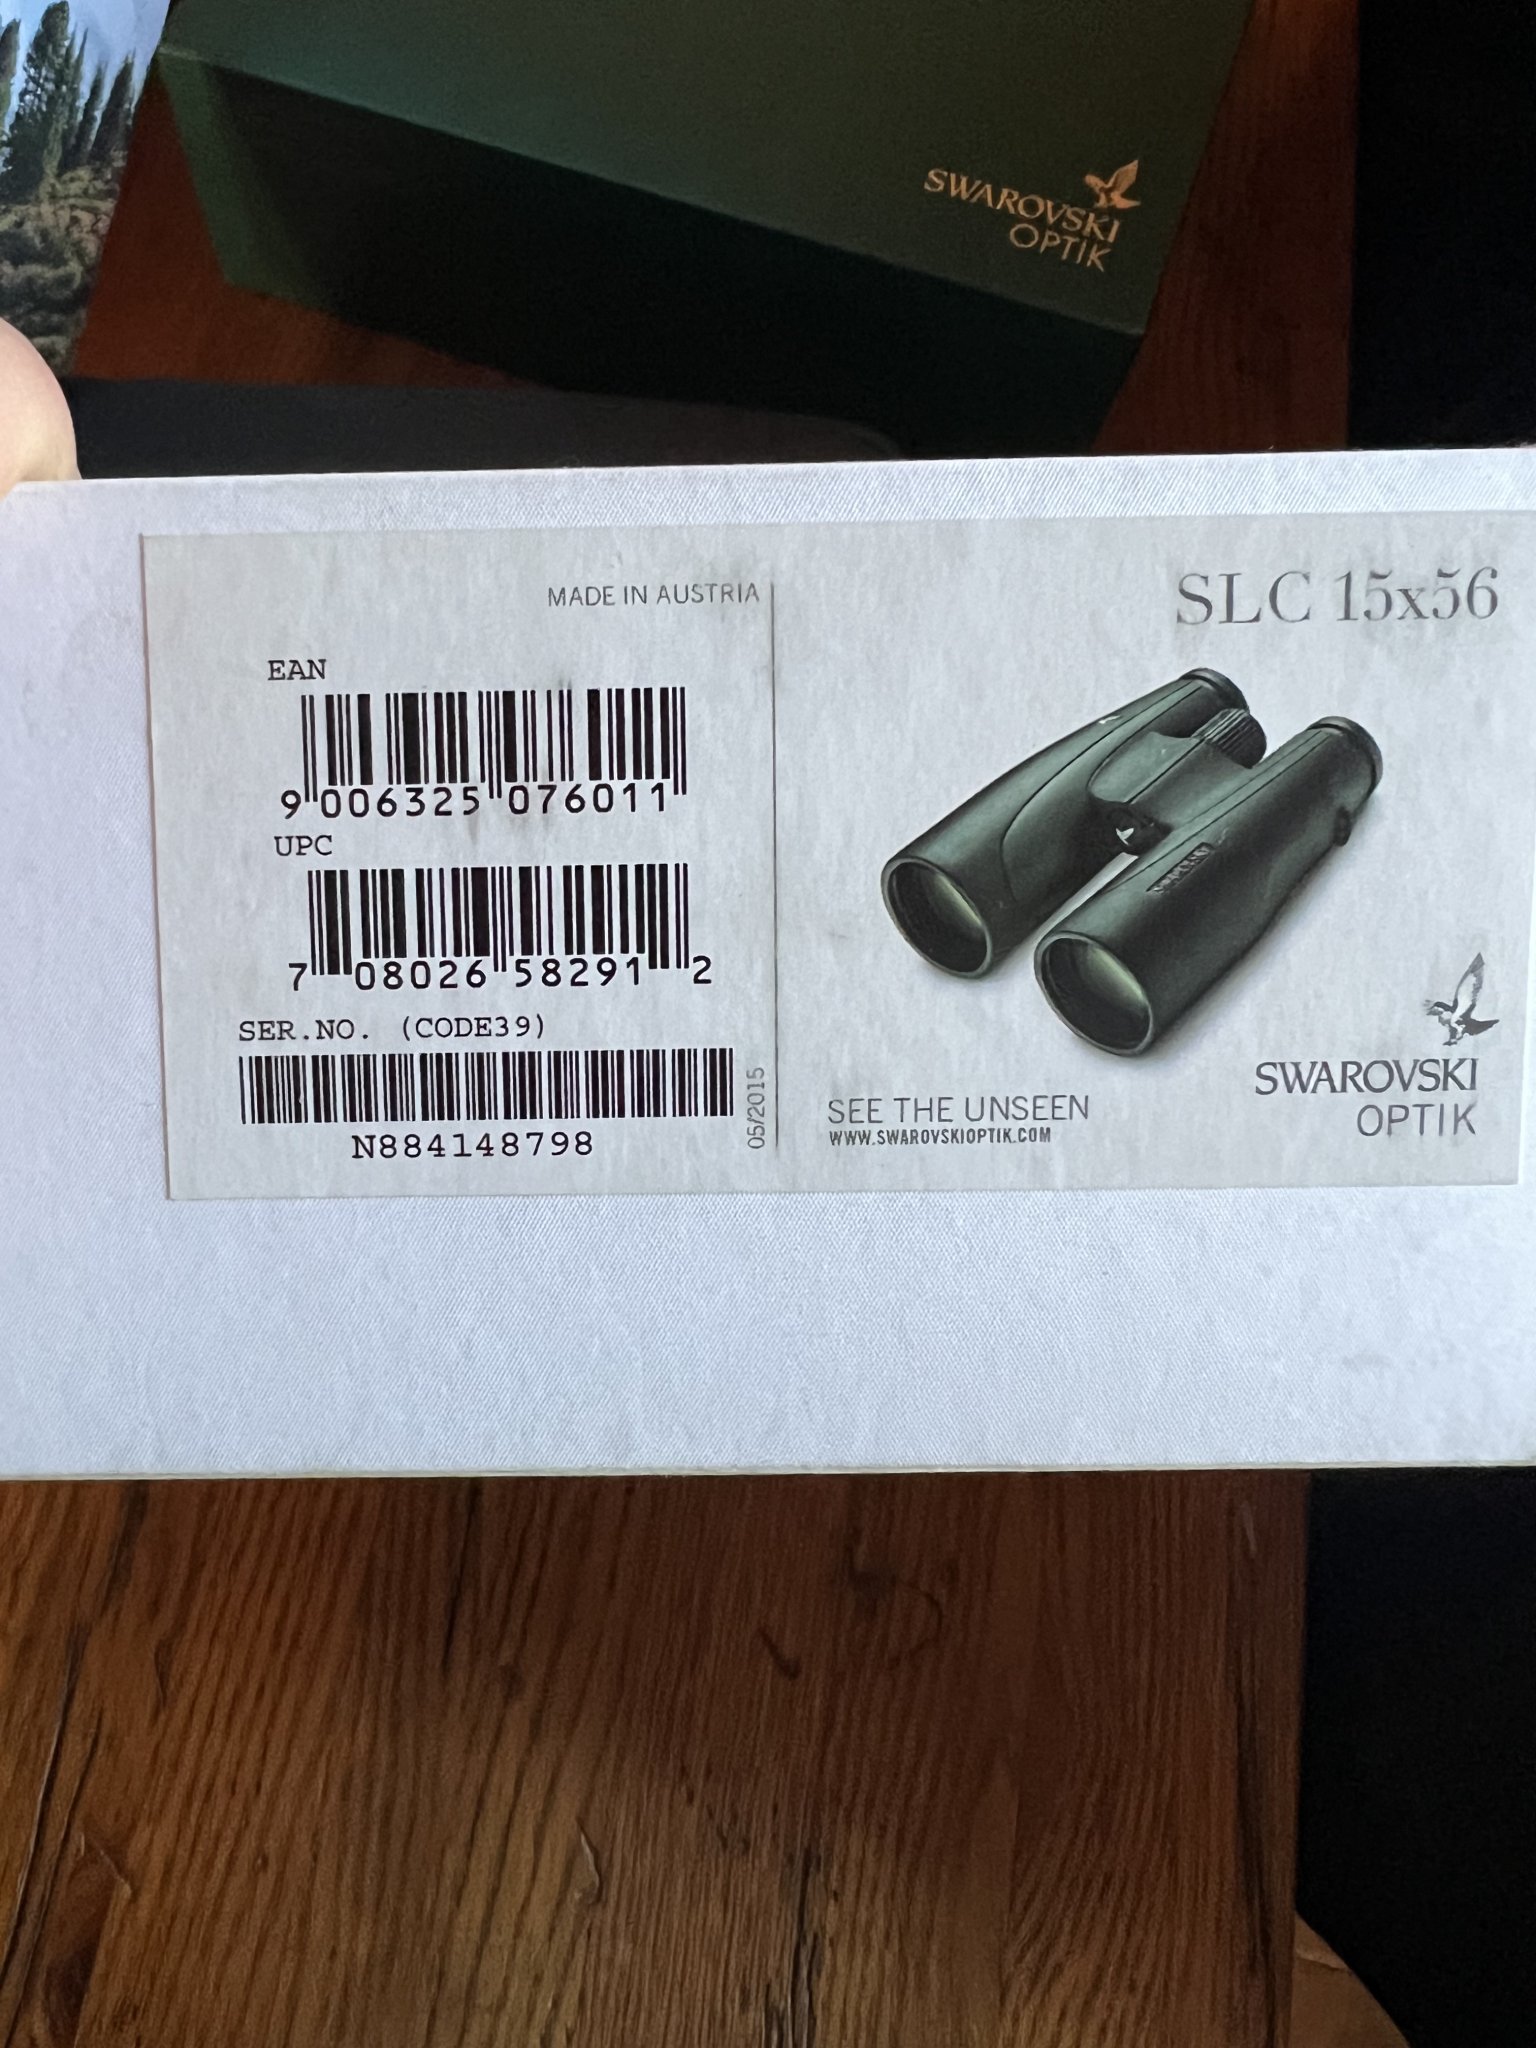 SWAROVSKI
OPTIK
MADE IN AUSTRIA
EAN
9 006325 076011
UPC
7 08026 58291 2
SER.NO. (CODE39)
N884148798
05/2015
SLC 15x56
SEE THE UNSEEN
WWW.SWAROVSKIOPTIK.COM
SWAROVSKI
OPTIK